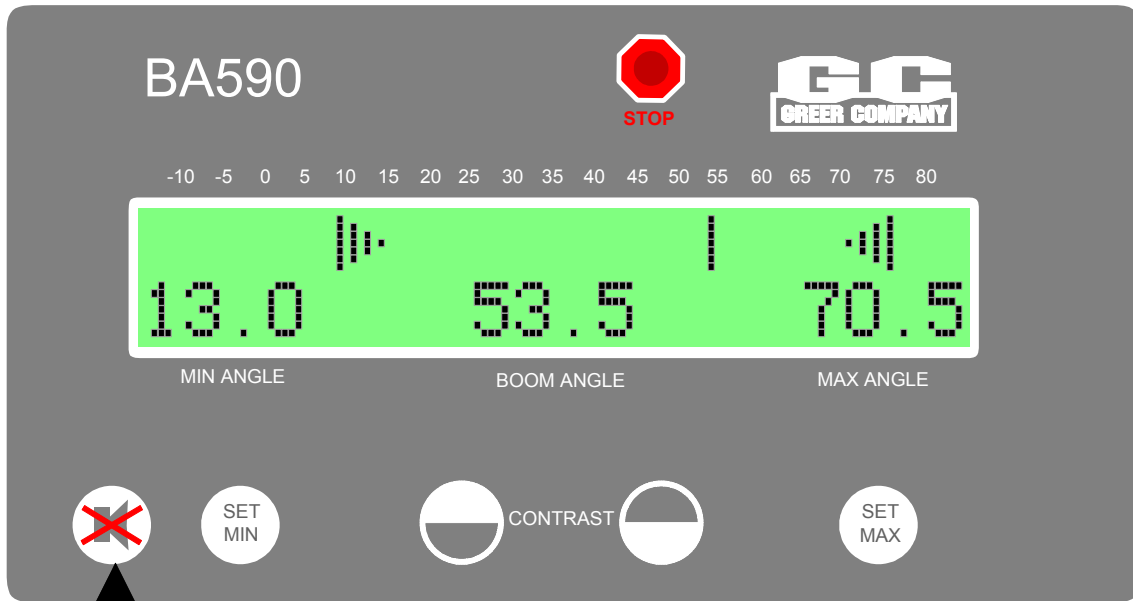 BA590
STOP
GC
GREER COMPANY
-10 -5 0 5 10 15 20 25 30 35 40 45 50 55 60 65 70 75 80
13.0 53.5 70.5
MIN ANGLE BOOM ANGLE MAX ANGLE
SET
MIN
CONTRAST
SET
MAX